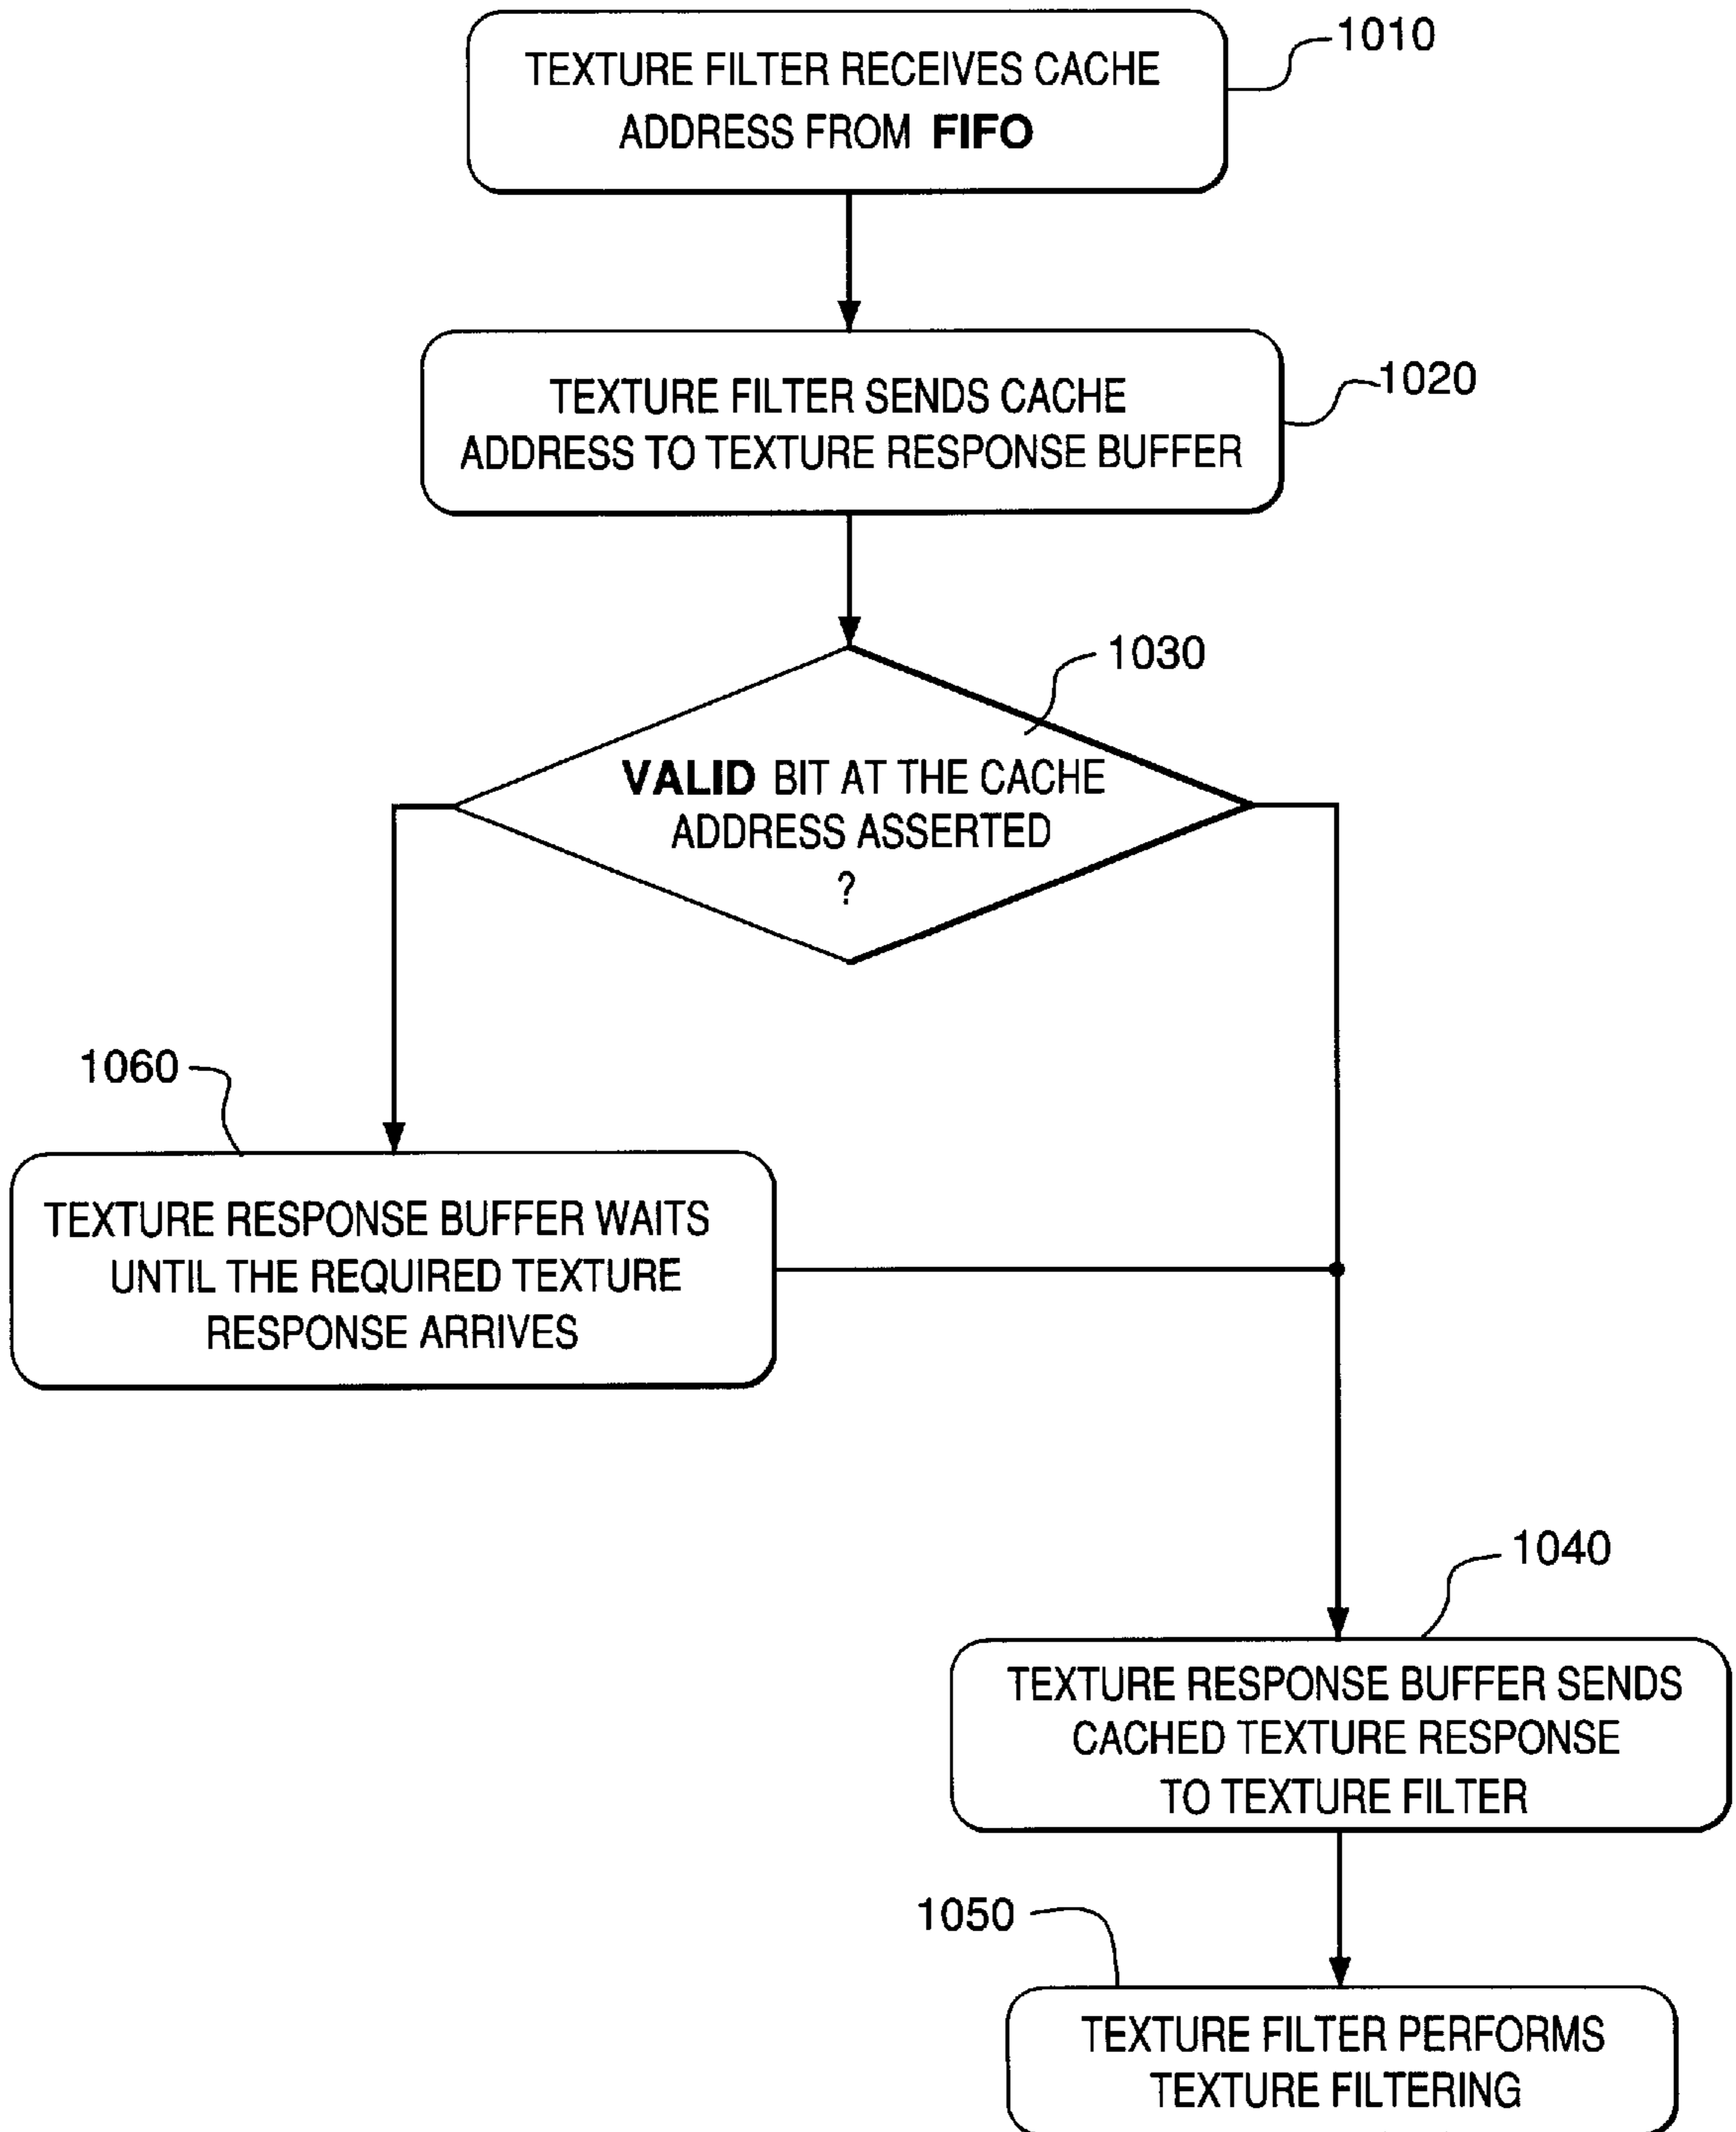 TEXTURE FILTER RECEIVES CACHE
ADDRESS FROM FIFO
1010
TEXTURE FILTER SENDS CACHE
ADDRESS TO TEXTURE RESPONSE BUFFER
1020
1030
VALID BIT AT THE CACHE
ADDRESS ASSERTED
?
1060
TEXTURE RESPONSE BUFFER WAITS
UNTIL THE REQUIRED TEXTURE
RESPONSE ARRIVES
1040
TEXTURE RESPONSE BUFFER SENDS
CACHED TEXTURE RESPONSE
TO TEXTURE FILTER
1050
TEXTURE FILTER PERFORMS
TEXTURE FILTERING